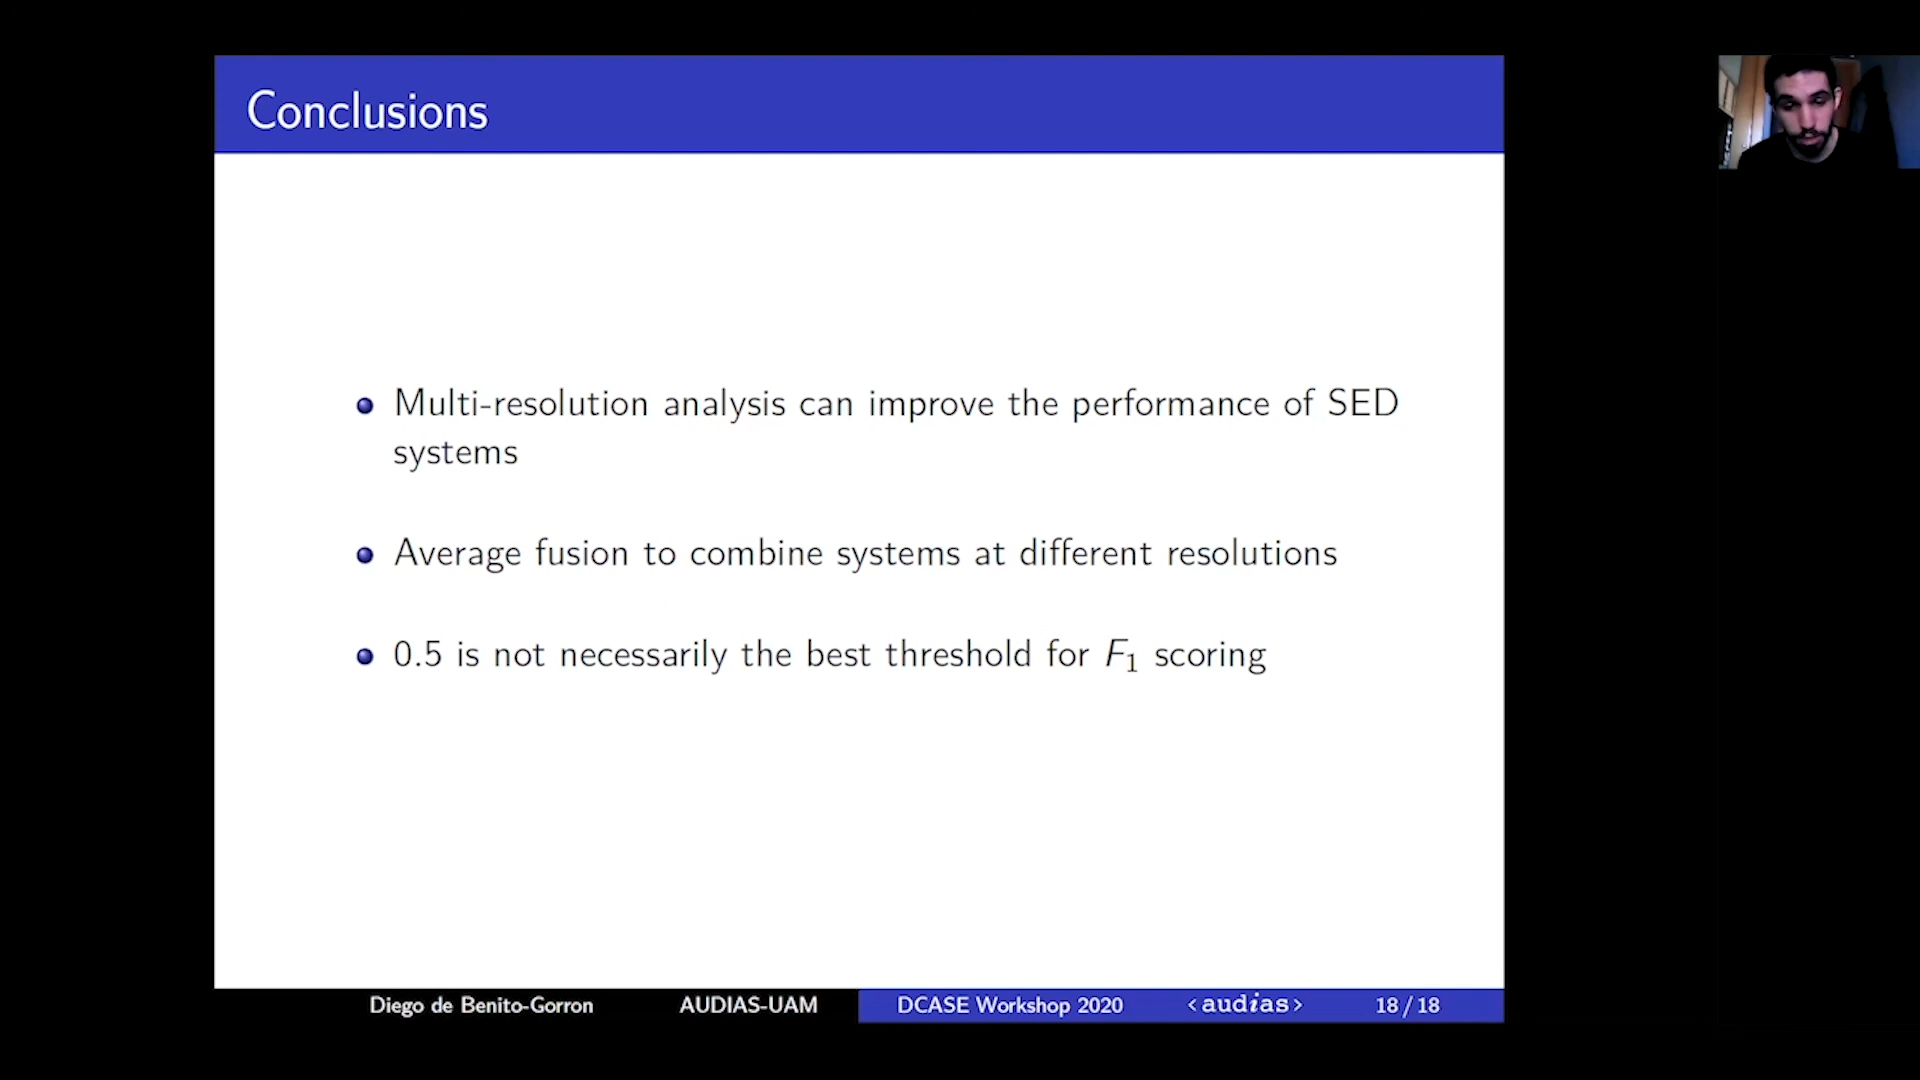 Conclusions
• Multi-resolution analysis can improve the performance of SED
systems
• Average fusion to combine systems at different resolutions
• 0.5 is not necessarily the best threshold for F₁ scoring
Diego de Benito-Gorron AUDIAS-UAM DCASE Workshop 2020 <audias> 18 / 18